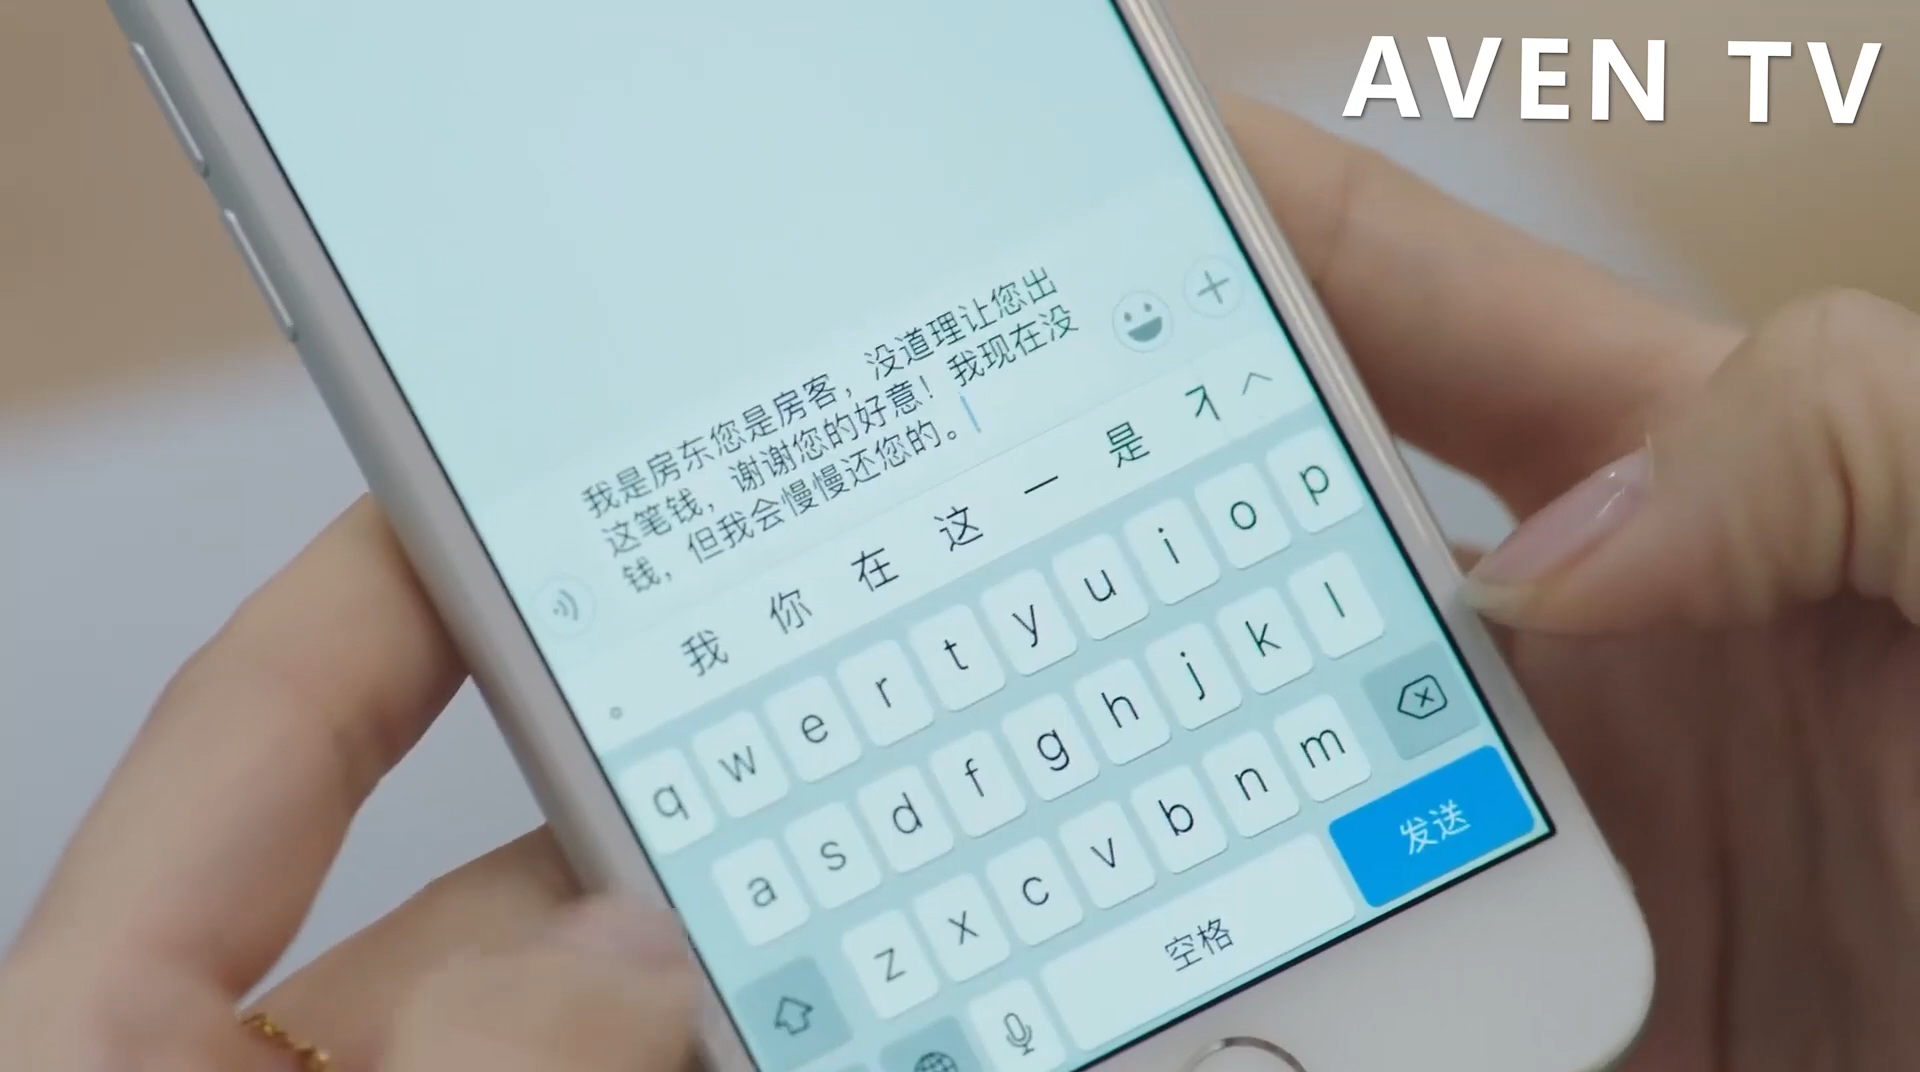 AVEN TV
我是房东您是房客，没道理让您出
这笔钱，谢谢您的好意！我现在没
钱，但我会慢慢还您的。
我 你 在 这 一 是
q w e r t y u i o p
a s d f g h j k l
z x c v b n m
空格 发送